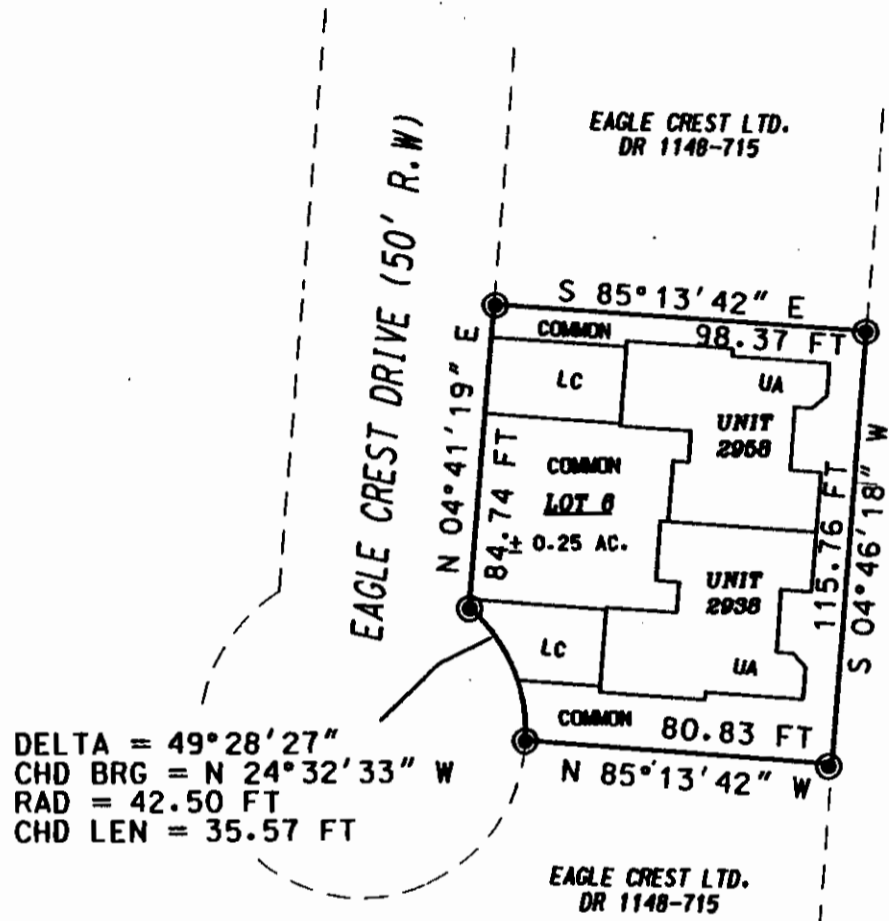 EAGLE CREST LTD.
DR 1148-715
EAGLE CREST DRIVE (50' R.W)
S 85°13'42" E
98.37 FT
N 04°41'19" E
84.74 FT
COMMON
LC
UA
UNIT
2958
COMMON
LOT 6
± 0.25 AC.
UNIT
2938
115.76 FT
S 04°46'18" W
LC
UA
COMMON
80.83 FT
N 85°13'42" W
DELTA = 49°28'27"
CHD BRG = N 24°32'33" W
RAD = 42.50 FT
CHD LEN = 35.57 FT
EAGLE CREST LTD.
DR 1148-715